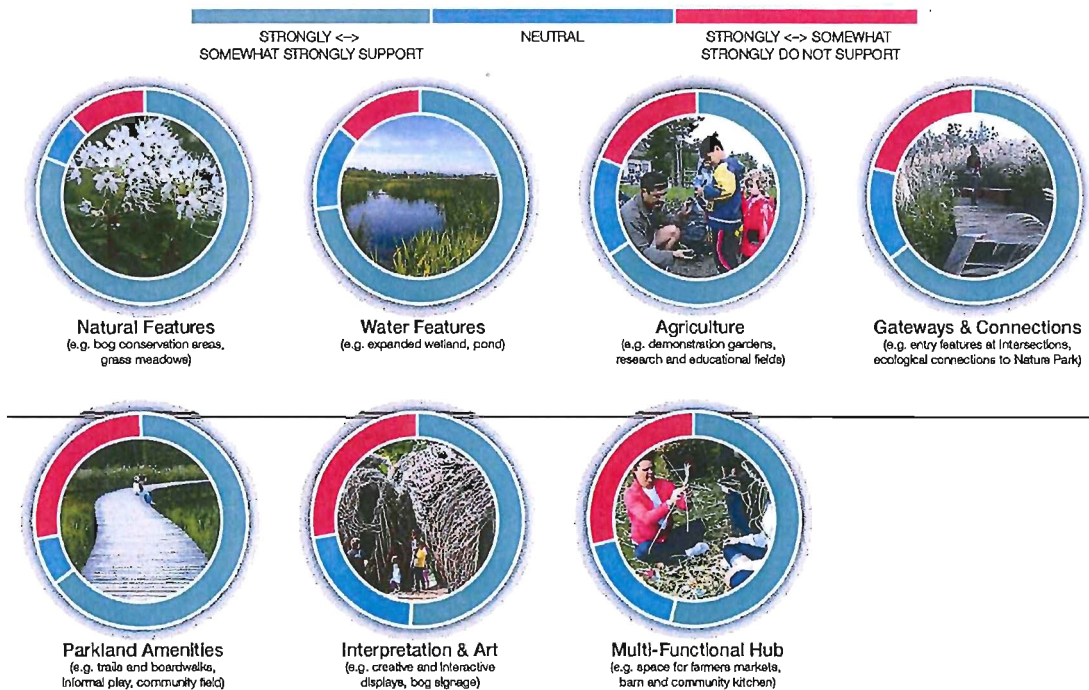 STRONGLY <->
SOMEWHAT STRONGLY SUPPORT
NEUTRAL
STRONGLY <-> SOMEWHAT
STRONGLY DO NOT SUPPORT
Natural Features
(e.g. bog conservation areas,
grass meadows)
Water Features
(e.g. expanded wetland, pond)
Agriculture
(e.g. demonstration gardens,
research and educational fields)
Gateways & Connections
(e.g. entry features at Intersections,
ecological connections to Nature Park)
Parkland Amenities
(e.g. trails and boardwalks,
informal play, community field)
Interpretation & Art
(e.g. creative and interactive
displays, bog signage)
Multi-Functional Hub
(e.g. space for farmers markets,
barn and community kitchen)